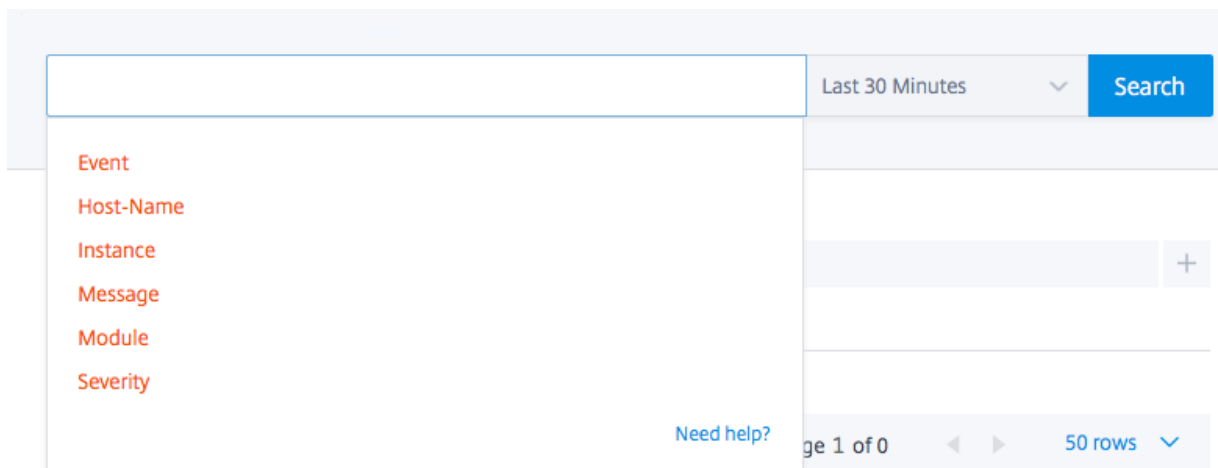 Last 30 Minutes
Search
Event
Host-Name
Instance
Message
Module
Severity
Need help?
ge 1 of 0
50 rows